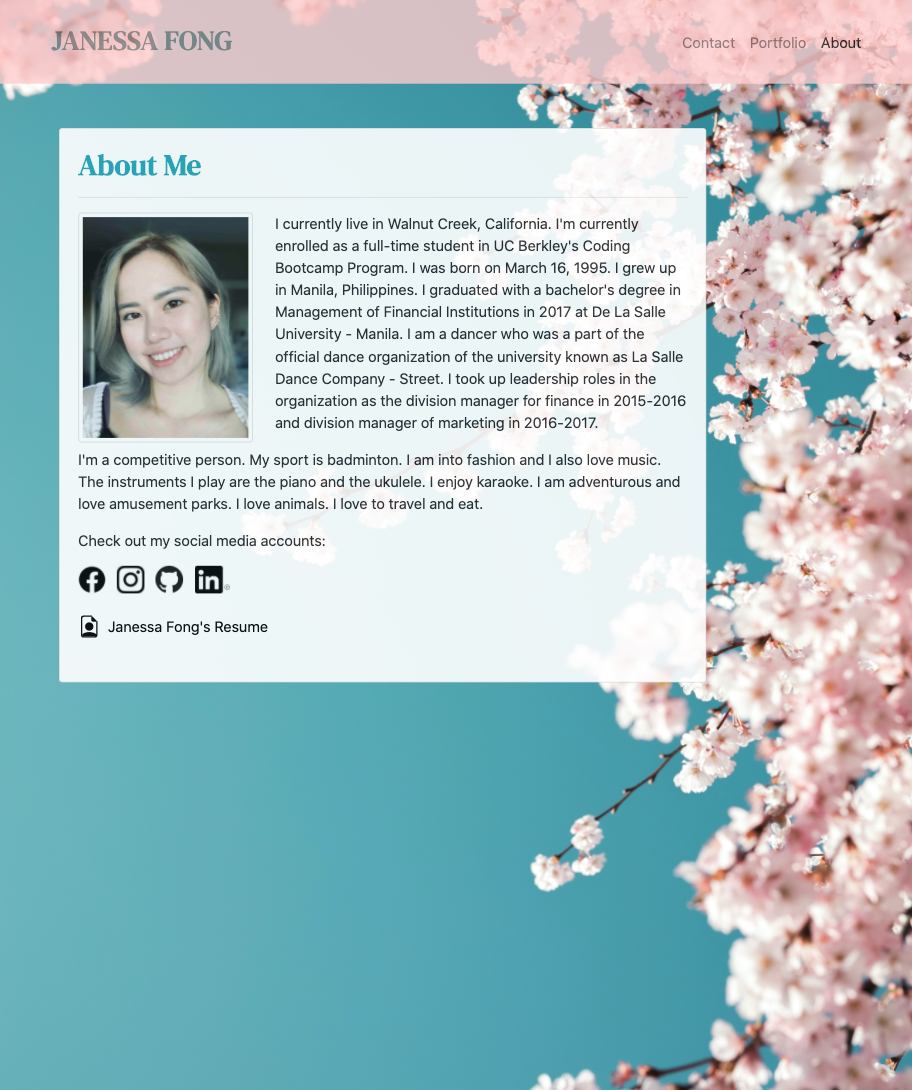 JANESSA FONG
Contact Portfolio About
About Me
I currently live in Walnut Creek, California. I'm currently
enrolled as a full-time student in UC Berkley's Coding
Bootcamp Program. I was born on March 16, 1995. I grew up
in Manila, Philippines. I graduated with a bachelor's degree in
Management of Financial Institutions in 2017 at De La Salle
University - Manila. I am a dancer who was a part of the
official dance organization of the university known as La Salle
Dance Company - Street. I took up leadership roles in the
organization as the division manager for finance in 2015-2016
and division manager of marketing in 2016-2017.
I'm a competitive person. My sport is badminton. I am into fashion and I also love music.
The instruments I play are the piano and the ukulele. I enjoy karaoke. I am adventurous and
love amusement parks. I love animals. I love to travel and eat.
Check out my social media accounts:
in®
Janessa Fong's Resume